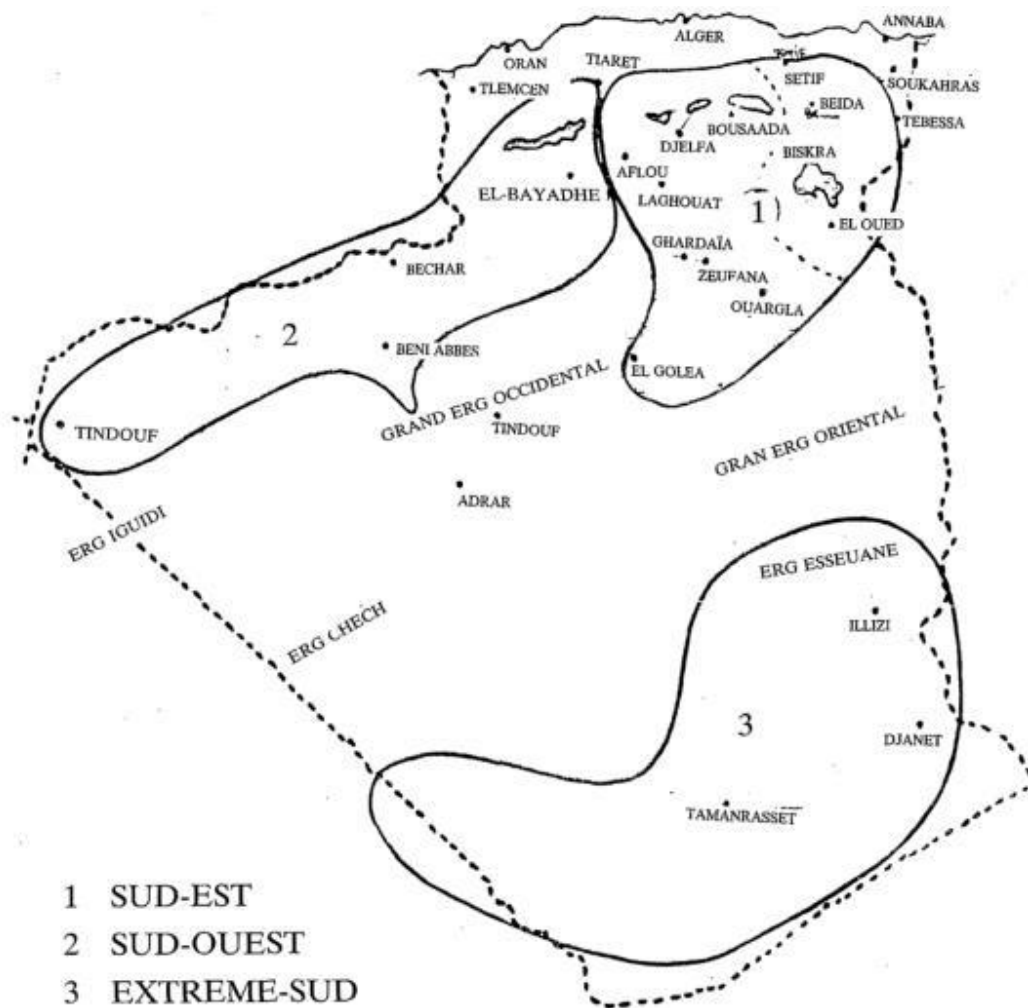 ANNABA
ALGER
ORAN
TIARET
SETIF
SOUKAHRAS
TLEMCEN
BEIDA
BOUSAADA
TEBESSA
DJELFA
BISKRA
AFLOU
EL-BAYADHE
LAGHOUAT
1
EL OUED
GHARDAÏA
BECHAR
ZEUFANA
OUARGLA
2
BENI ABBES
EL GOLEA
GRAND ERG OCCIDENTAL
TINDOUF
TINDOUF
GRAN ERG ORIENTAL
ADRAR
ERG IGUIDI
ERG ESSEUANE
ILLIZI
ERG CHECH
3
DJANET
TAMANRASSET
1 SUD-EST
2 SUD-OUEST
3 EXTREME-SUD